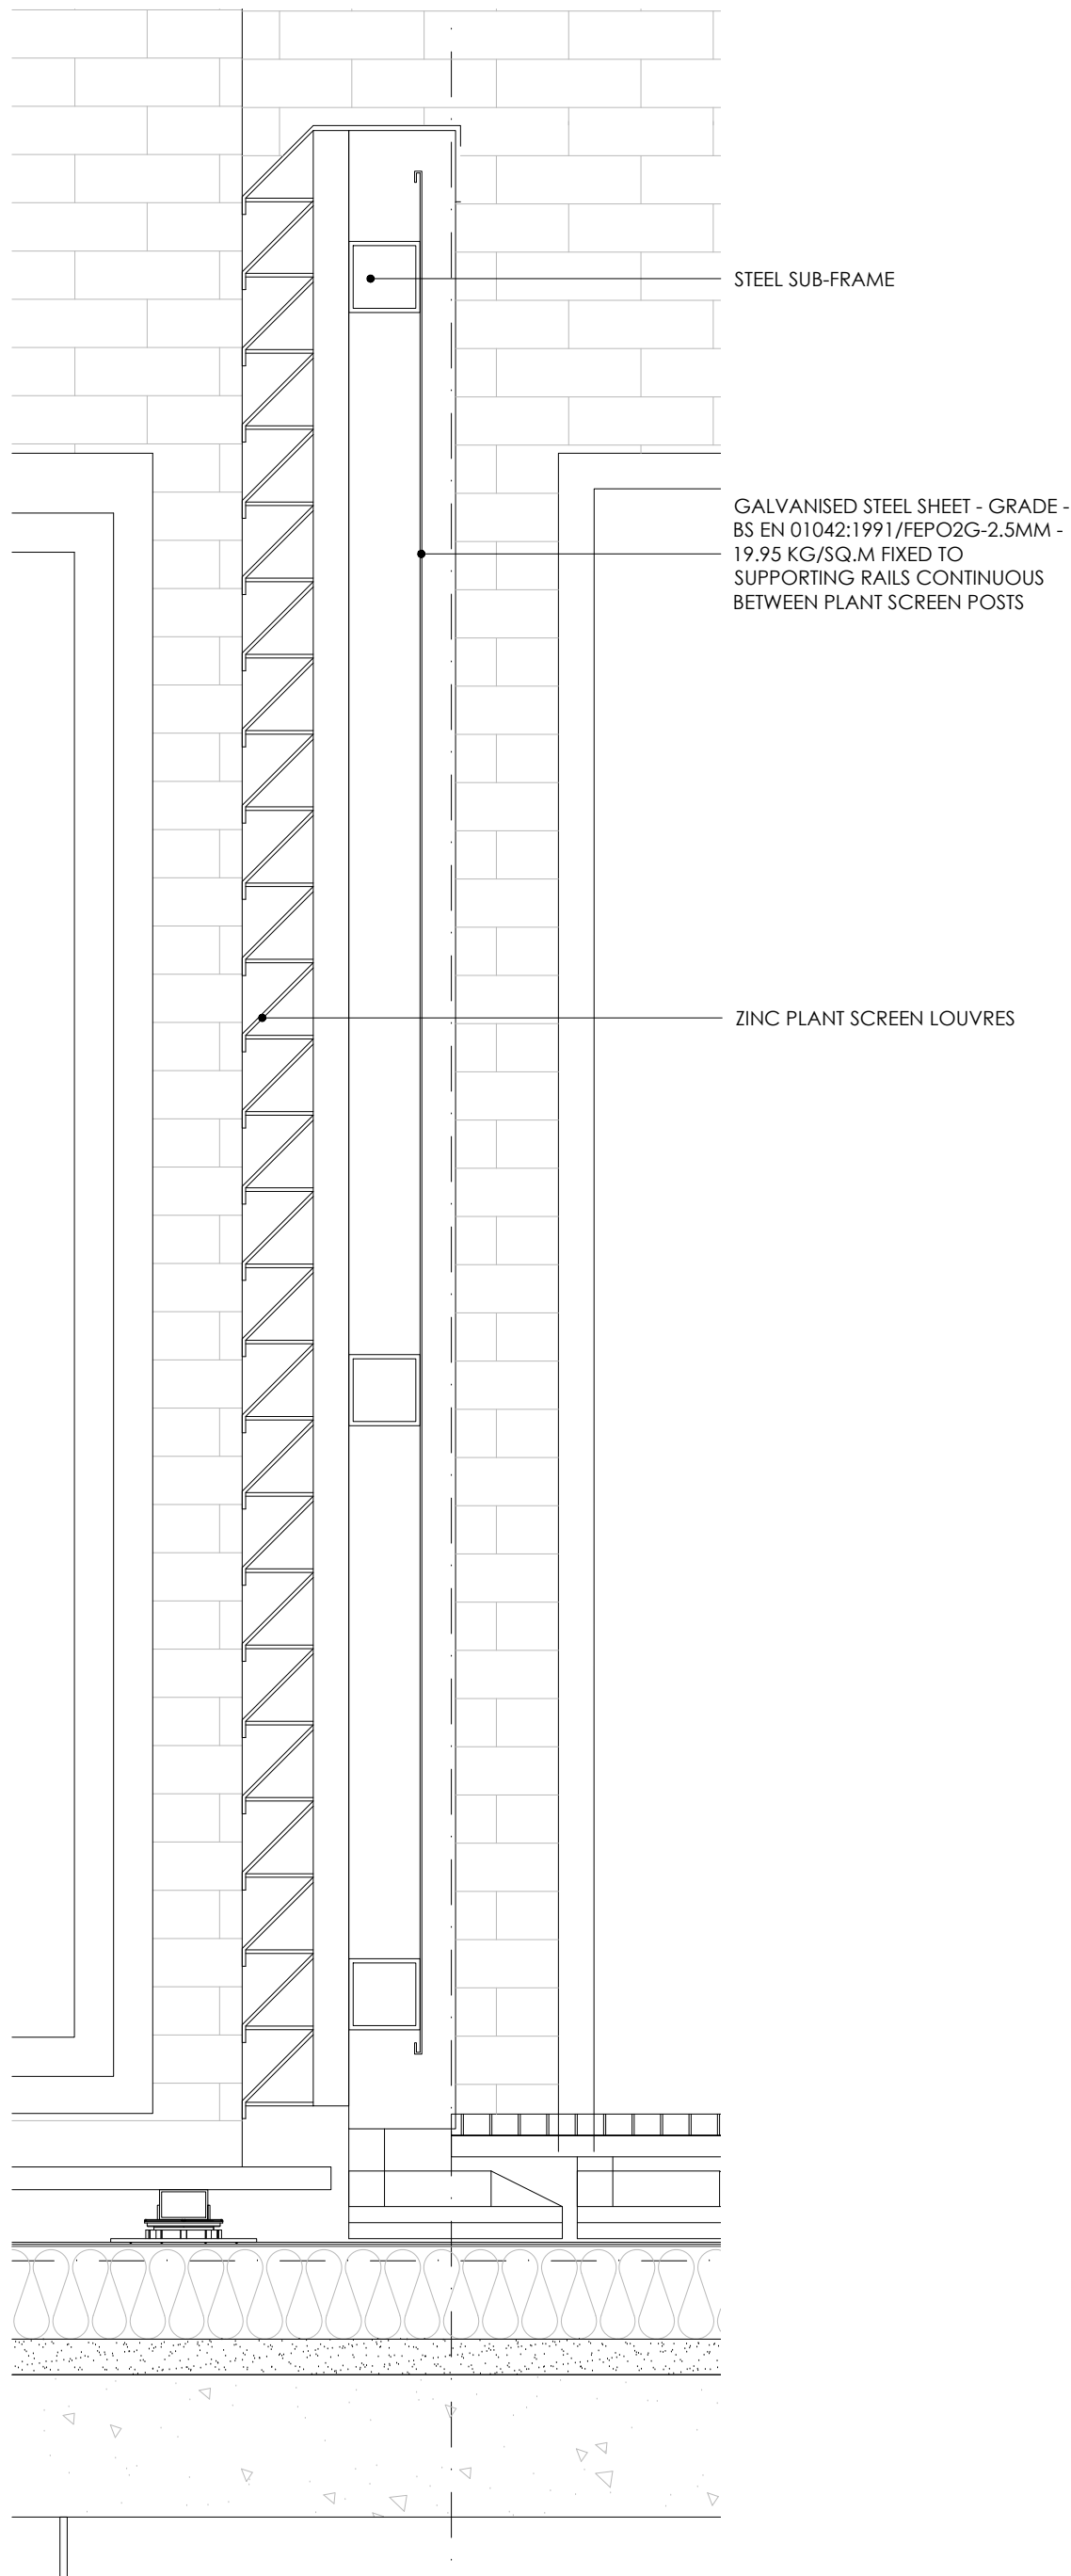 STEEL SUB-FRAME
GALVANISED STEEL SHEET - GRADE -
BS EN 01042:1991/FEPO2G-2.5MM -
19.95 KG/SQ.M FIXED TO
SUPPORTING RAILS CONTINUOUS
BETWEEN PLANT SCREEN POSTS
ZINC PLANT SCREEN LOUVRES